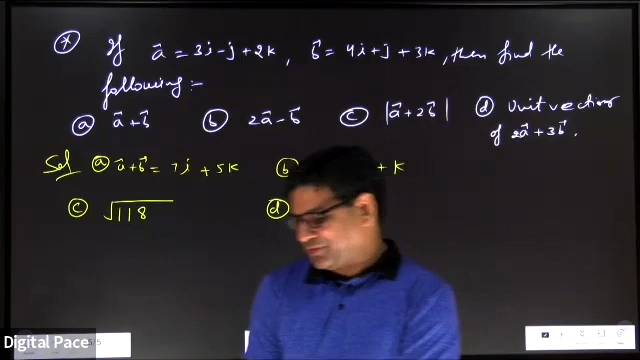 * If a⃗ = 3i - j + 2k, b⃗ = 4i + j + 3k, then find the
following :-
(a) a⃗ + b⃗ (b) 2a⃗ - b⃗ (c) |a⃗ + 2b⃗| (d) Unit vector
of 2a⃗ + 3b⃗.
Sol (a) a⃗ + b⃗ = 7i + 5k (b) + k
(c) √118 (d)
Digital Pace